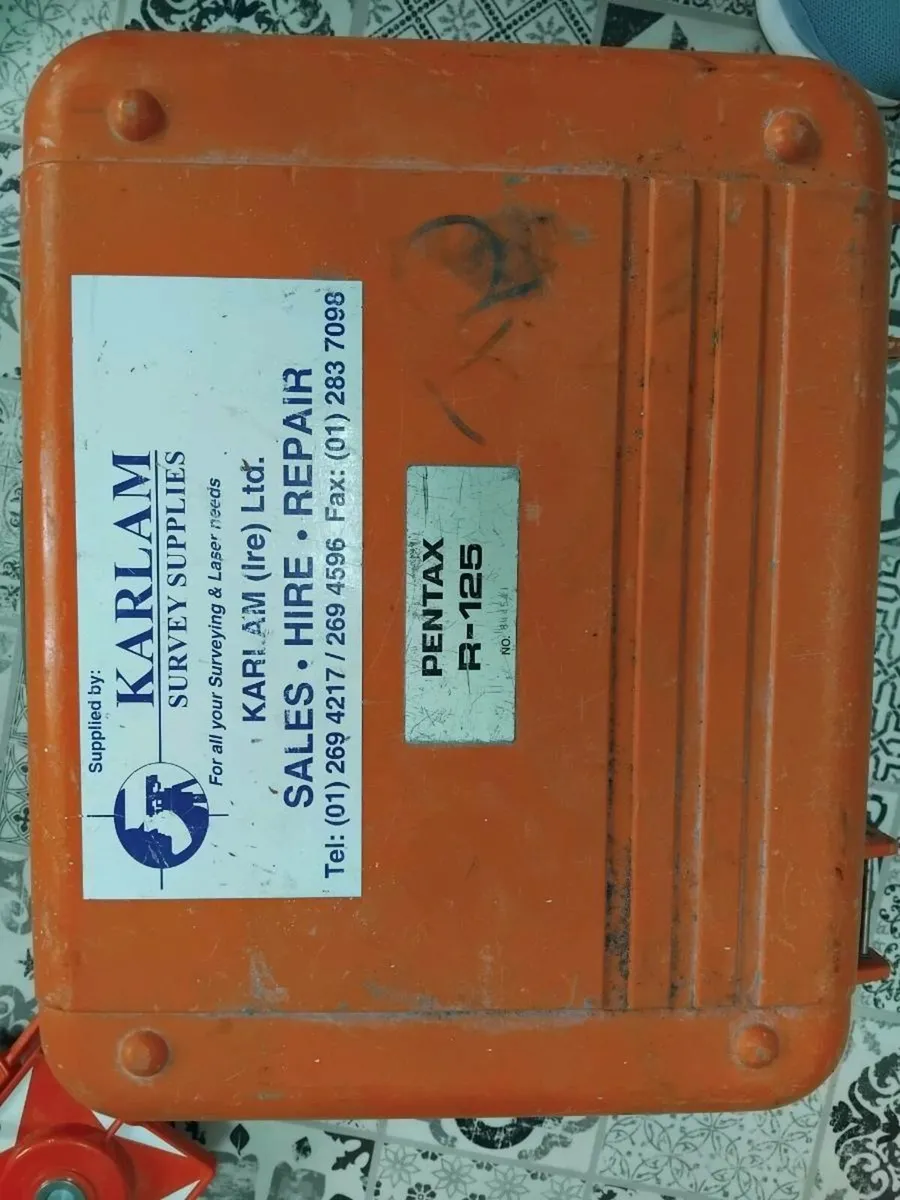 Supplied by:
KARLAM
SURVEY SUPPLIES
For all your Surveying & Laser needs
KARLAM (Ire) Ltd.
SALES • HIRE • REPAIR
Tel: (01) 269 4217 / 269 4596 Fax: (01) 283 7098
PENTAX
R-125
NO.